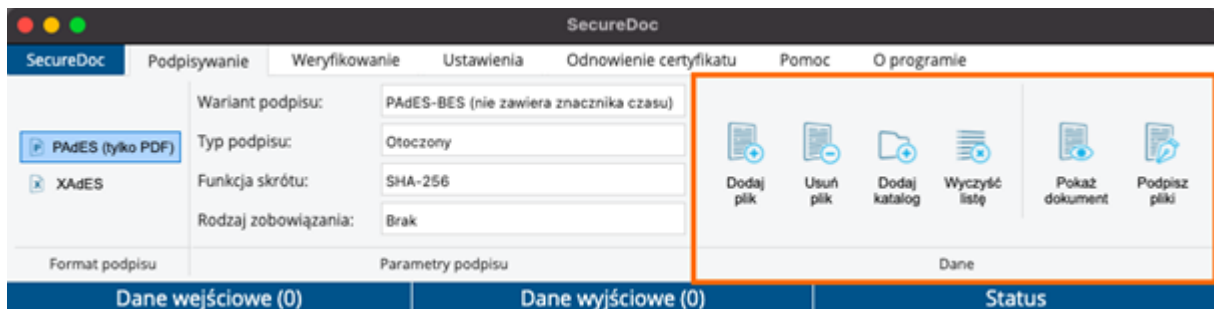 SecureDoc
SecureDoc Podpisywanie Weryfikowanie Ustawienia Odnowienie certyfikatu Pomoc O programie
PAdES (tylko PDF)
XAdES
Format podpisu
Wariant podpisu: PAdES-BES (nie zawiera znacznika czasu)
Typ podpisu: Otoczony
Funkcja skrótu: SHA-256
Rodzaj zobowiązania: Brak
Parametry podpisu
Dodaj plik
Usuń plik
Dodaj katalog
Wyczyść listę
Pokaż dokument
Podpisz pliki
Dane
Dane wejściowe (0) Dane wyjściowe (0) Status